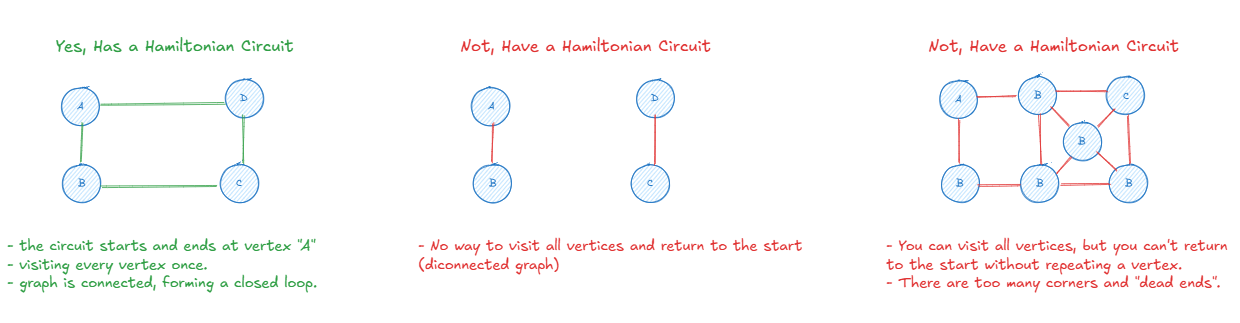 Yes, Has a Hamiltonian Circuit
A
D
B
C
- the circuit starts and ends at vertex "A"
- visiting every vertex once.
- graph is connected, forming a closed loop.
Not, Have a Hamiltonian Circuit
A
D
B
C
- No way to visit all vertices and return to the start
(diconnected graph)
Not, Have a Hamiltonian Circuit
A
B
C
B
B
B
B
- You can visit all vertices, but you can't return
to the start without repeating a vertex.
- There are too many corners and "dead ends".